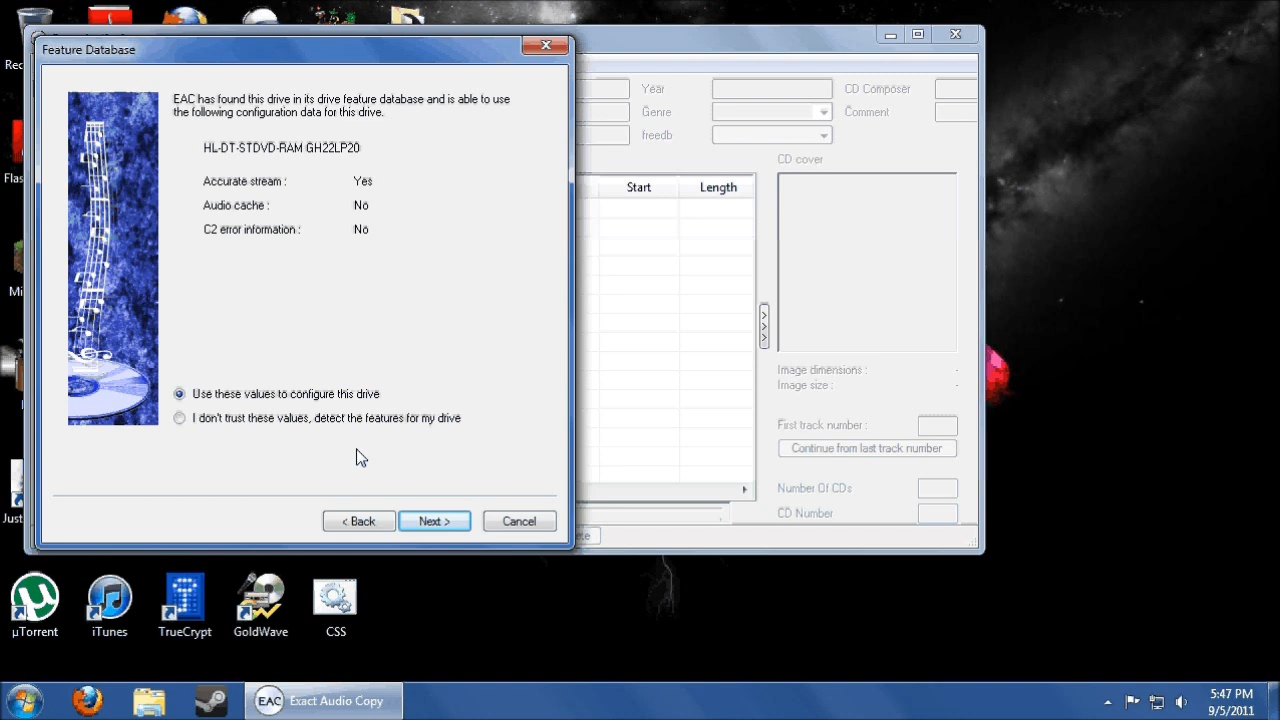 Feature Database
EAC has found this drive in its drive feature database and is able to use
the following configuration data for this drive.
HL-DT-STDVD-RAM GH22LP20
Accurate stream : Yes
Audio cache : No
C2 error information : No
Use these values to configure this drive
I don't trust these values, detect the features for my drive
< Back
Next >
Cancel
Year
CD Composer
Genre
Comment
freedb
CD cover
Start
Length
Image dimensions : -
Image size : -
First track number :
Continue from last track number
Number Of CDs
CD Number
Rec
Flas
Mi
Just
µTorrent
iTunes
TrueCrypt
GoldWave
CSS
EAC
Exact Audio Copy
5:47 PM
9/5/2011